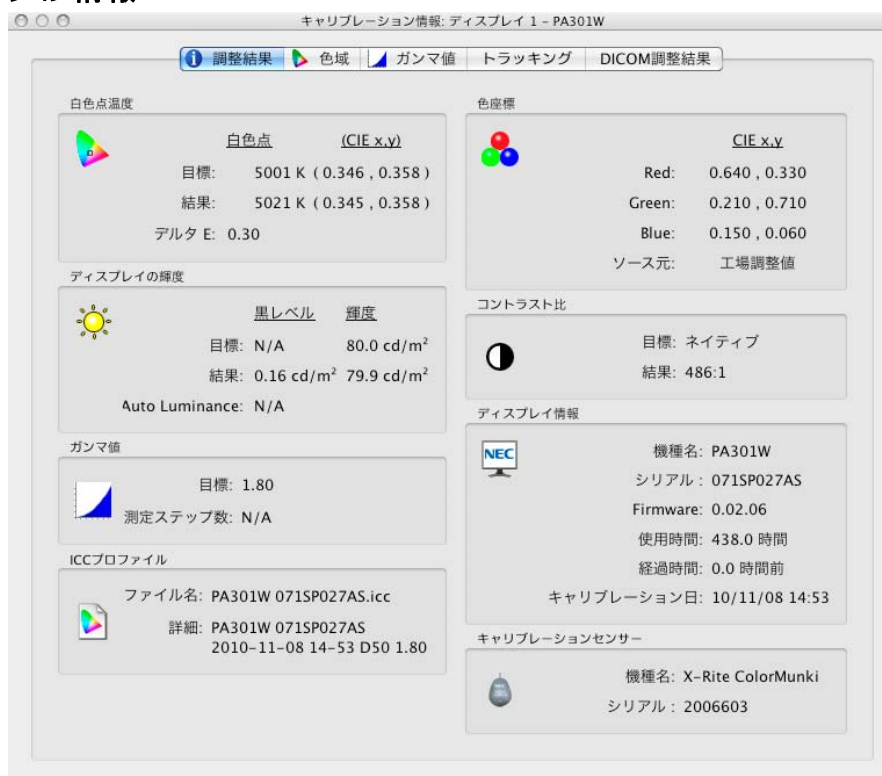 キャリブレーション情報: ディスプレイ 1 – PA301W
調整結果 色域 ガンマ値 トラッキング DICOM調整結果
白色点温度
白色点 (CIE x,y)
目標: 5001 K ( 0.346 , 0.358 )
結果: 5021 K ( 0.345 , 0.358 )
デルタ E: 0.30
ディスプレイの輝度
黒レベル 輝度
目標: N/A 80.0 cd/m²
結果: 0.16 cd/m² 79.9 cd/m²
Auto Luminance: N/A
ガンマ値
目標: 1.80
測定ステップ数: N/A
ICCプロファイル
ファイル名: PA301W 071SP027AS.icc
詳細: PA301W 071SP027AS
2010-11-08 14-53 D50 1.80
色座標
CIE x,y
Red: 0.640 , 0.330
Green: 0.210 , 0.710
Blue: 0.150 , 0.060
ソース元: 工場調整値
コントラスト比
目標: ネイティブ
結果: 486:1
ディスプレイ情報
NEC
機種名: PA301W
シリアル : 071SP027AS
Firmware: 0.02.06
使用時間: 438.0 時間
経過時間: 0.0 時間前
キャリブレーション日: 10/11/08 14:53
キャリブレーションセンサー
機種名: X-Rite ColorMunki
シリアル : 2006603